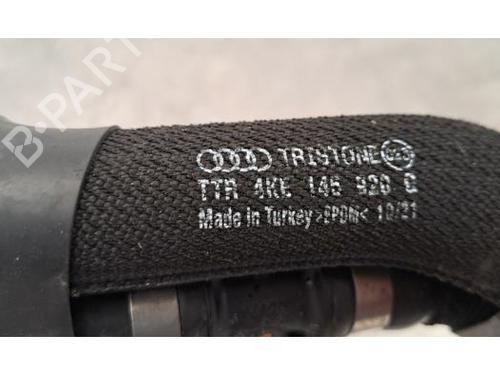 TRISTONE
TTR 4KE 145 920 G
Made in Turkey >EPDM< 10/21